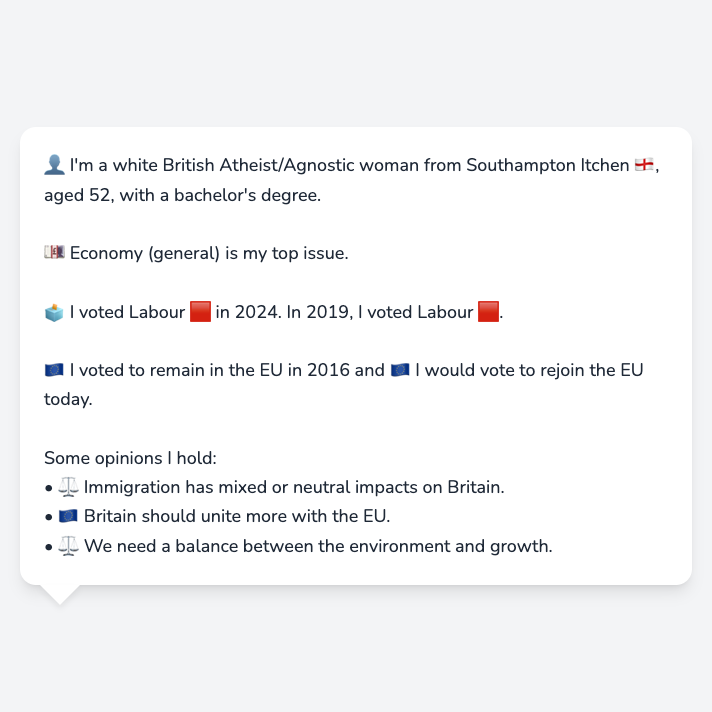 👤 I'm a white British Atheist/Agnostic woman from Southampton Itchen 🏴󠁧󠁢󠁥󠁮󠁧󠁿,
aged 52, with a bachelor's degree.
💷 Economy (general) is my top issue.
🗳️ I voted Labour 🟥 in 2024. In 2019, I voted Labour 🟥.
🇪🇺 I voted to remain in the EU in 2016 and 🇪🇺 I would vote to rejoin the EU
today.
Some opinions I hold:
• ⚖️ Immigration has mixed or neutral impacts on Britain.
• 🇪🇺 Britain should unite more with the EU.
• ⚖️ We need a balance between the environment and growth.